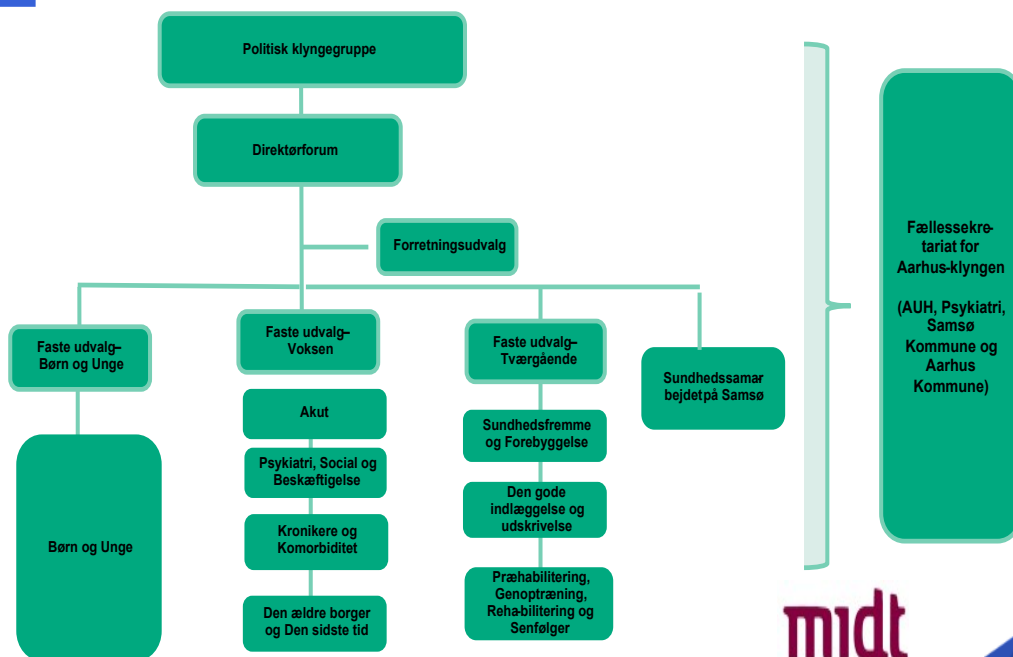 Politisk klyngegruppe
Direktørforum
Forretningsudvalg
Faste udvalg–
Børn og Unge
Børn og Unge
Faste udvalg–
Voksen
Akut
Psykiatri, Social og
Beskæftigelse
Kronikere og
Komorbiditet
Den ældre borger
og Den sidste tid
Faste udvalg–
Tværgående
Sundhedsfremme
og Forebyggelse
Den gode
indlæggelse og
udskrivelse
Præhabilitering,
Genoptræning,
Reha-bilitering og
Senfølger
Sundhedssamar
bejdetpå Samsø
Fællessekre-
tariat for
Aarhus-klyngen
(AUH, Psykiatri,
Samsø
Kommune og
Aarhus
Kommune)
midt